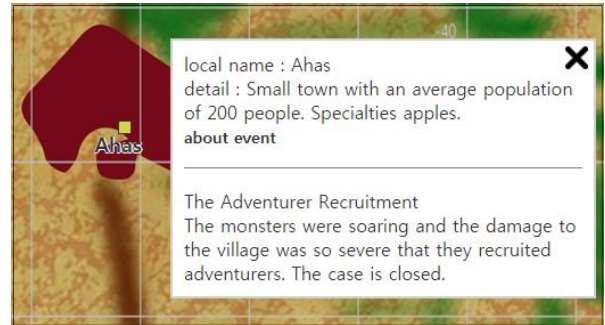 -40
local name : Ahas
detail : Small town with an average population
of 200 people. Specialties apples.
about event
Ahas
The Adventurer Recruitment
The monsters were soaring and the damage to
the village was so severe that they recruited
adventurers. The case is closed.